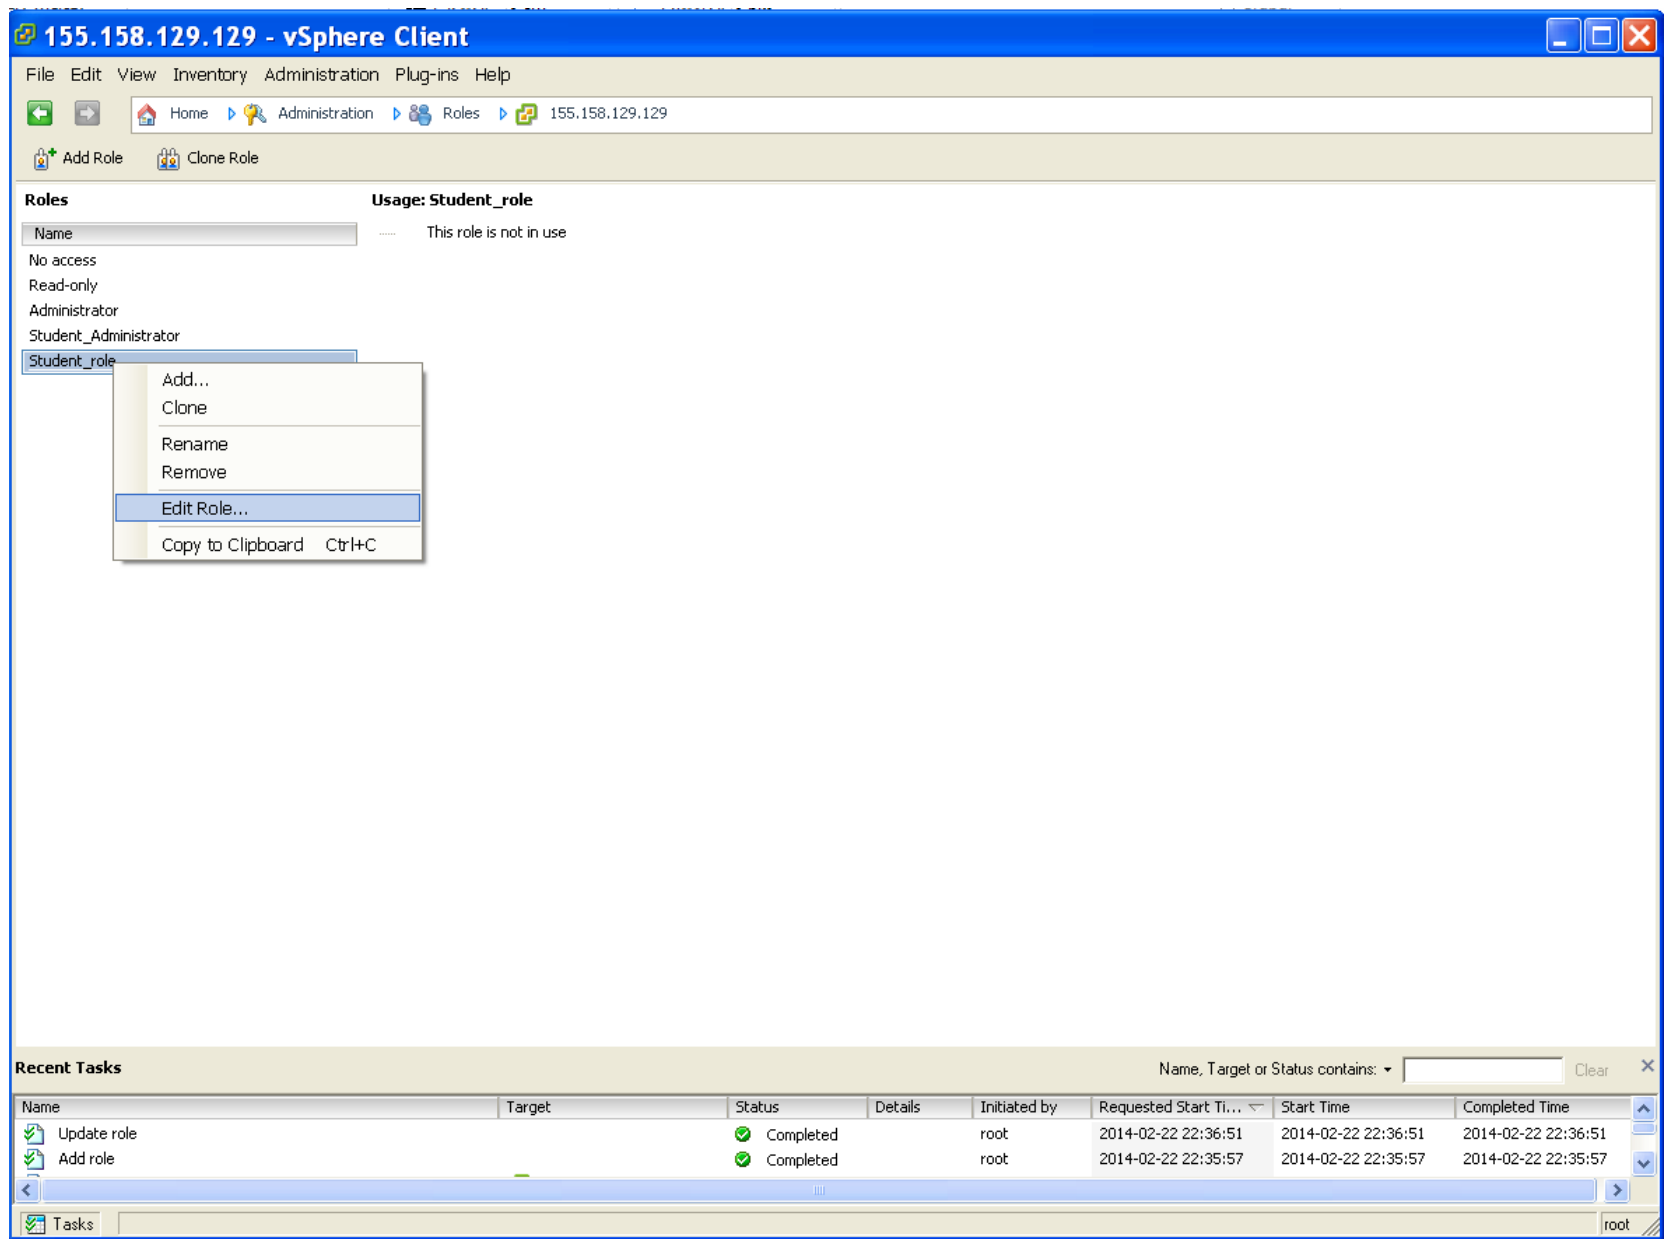 155.158.129.129 - vSphere Client
File Edit View Inventory Administration Plug-ins Help
Home Administration Roles 155.158.129.129
Add Role Clone Role
Roles Usage: Student_role
Name This role is not in use
No access
Read-only
Administrator
Student_Administrator
Student_role
Add...
Clone
Rename
Remove
Edit Role...
Copy to Clipboard Ctrl+C
Recent Tasks Name, Target or Status contains: Clear
Name Target Status Details Initiated by Requested Start Ti... Start Time Completed Time
Update role Completed root 2014-02-22 22:36:51 2014-02-22 22:36:51 2014-02-22 22:36:51
Add role Completed root 2014-02-22 22:35:57 2014-02-22 22:35:57 2014-02-22 22:35:57
Tasks root